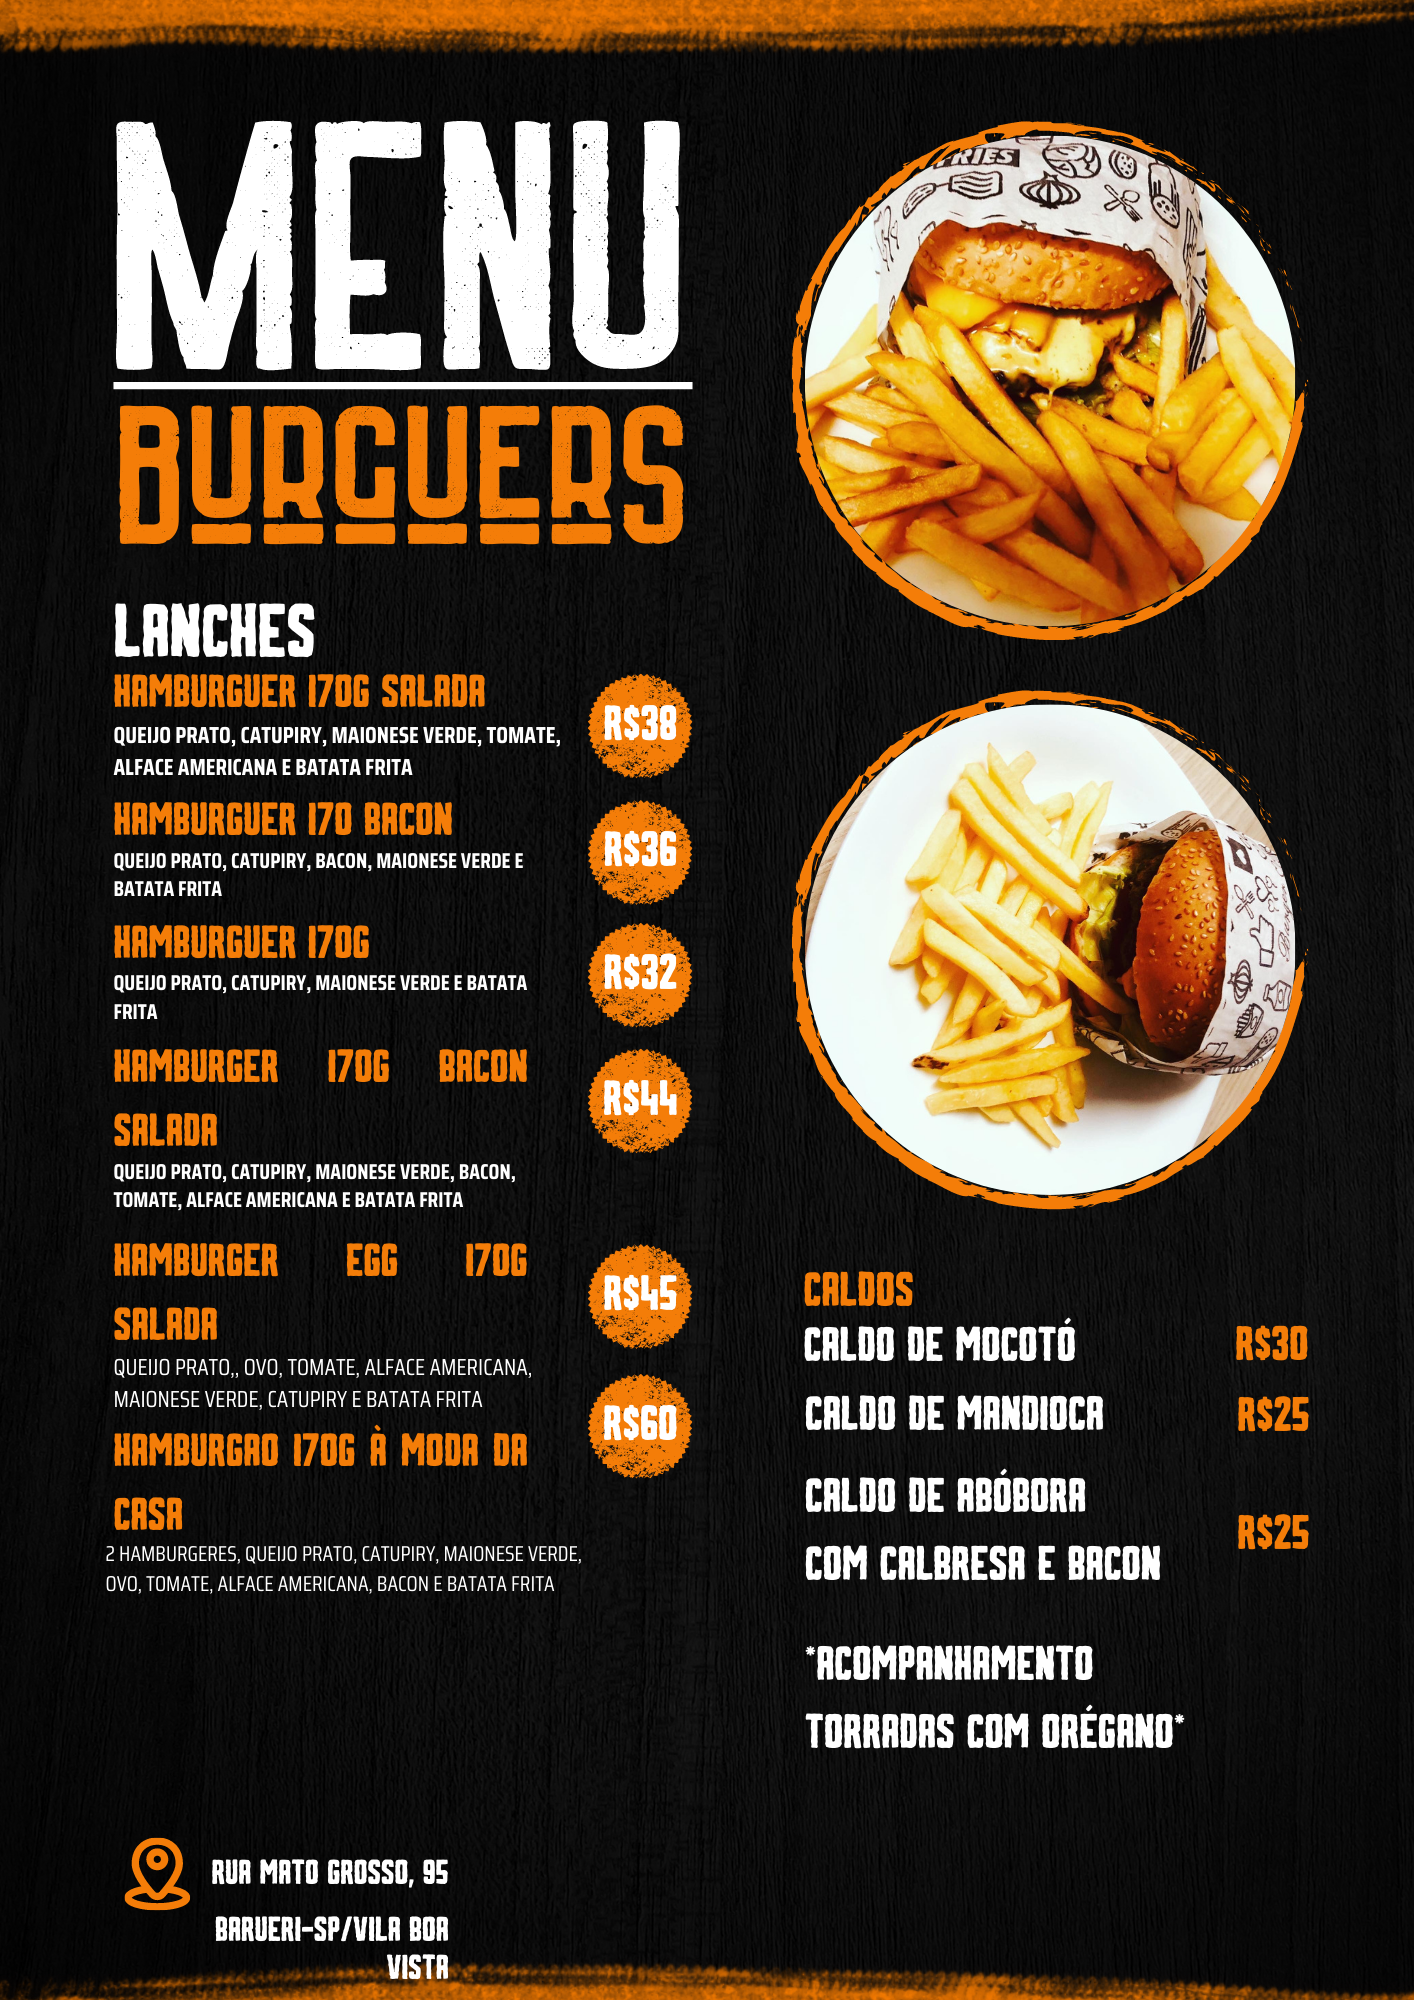 MENU
BURGUERS
LANCHES
HAMBURGUER 170G SALADA
R$38
QUEIJO PRATO, CATUPIRY, MAIONESE VERDE, TOMATE,
ALFACE AMERICANA E BATATA FRITA
HAMBURGUER 170 BACON
R$36
QUEIJO PRATO, CATUPIRY, BACON, MAIONESE VERDE E
BATATA FRITA
HAMBURGUER 170G
R$32
QUEIJO PRATO, CATUPIRY, MAIONESE VERDE E BATATA
FRITA
HAMBURGER 170G BACON
SALADA
R$44
QUEIJO PRATO, CATUPIRY, MAIONESE VERDE, BACON,
TOMATE, ALFACE AMERICANA E BATATA FRITA
HAMBURGER EGG 170G
SALADA
R$45
QUEIJO PRATO,, OVO, TOMATE, ALFACE AMERICANA,
MAIONESE VERDE, CATUPIRY E BATATA FRITA
HAMBURGAO 170G À MODA DA
CASA
R$60
2 HAMBURGERES, QUEIJO PRATO, CATUPIRY, MAIONESE VERDE,
OVO, TOMATE, ALFACE AMERICANA, BACON E BATATA FRITA
RUA MATO GROSSO, 95
BARUERI-SP/VILA BOA
VISTA
FRIES
Burger
CALDOS
CALDO DE MOCOTÓ R$30
CALDO DE MANDIOCA R$25
CALDO DE ABÓBORA
COM CALBRESA E BACON
R$25
*ACOMPANHAMENTO
TORRADAS COM ORÉGANO*